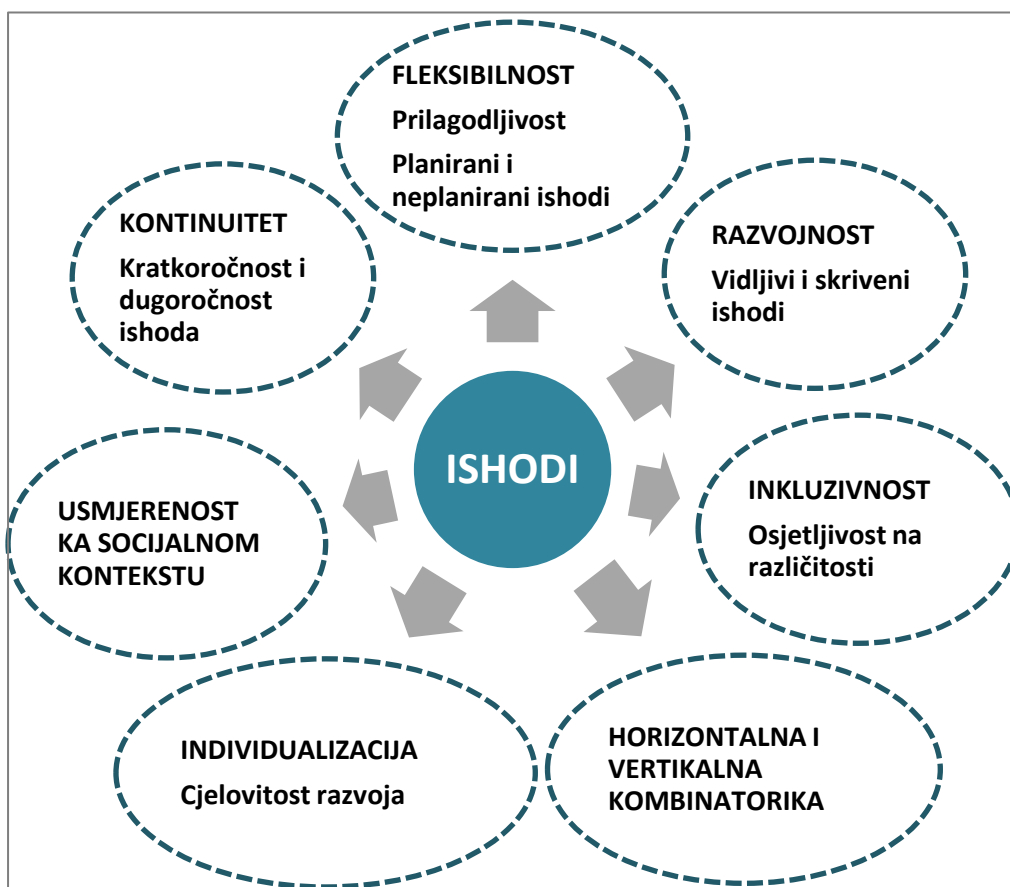 FLEKSIBILNOST
Prilagodljivost
Planirani i
neplanirani ishodi
RAZVOJNOST
Vidljivi i skriveni
ishodi
INKLUZIVNOST
Osjetljivost na
različitosti
HORIZONTALNA I
VERTIKALNA
KOMBINATORIKA
INDIVIDUALIZACIJA
Cjelovitost razvoja
USMJERENOST
KA SOCIJALNOM
KONTEKSTU
KONTINUITET
Kratkoročnost i
dugoročnost
ishoda
ISHODI